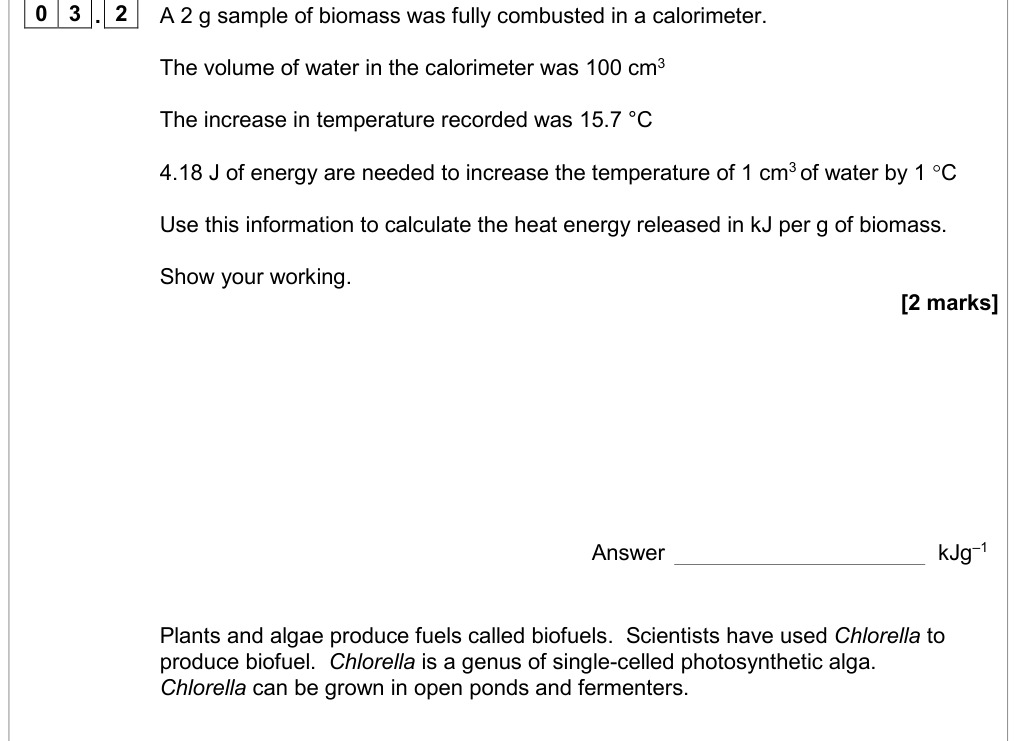 03.2 A 2 g sample of biomass was fully combusted in a calorimeter.
The volume of water in the calorimeter was 100 cm³
The increase in temperature recorded was 15.7 °C
4.18 J of energy are needed to increase the temperature of 1 cm³ of water by 1 °C
Use this information to calculate the heat energy released in kJ per g of biomass.
Show your working.
[2 marks]
Answer ____________________ kJg⁻¹
Plants and algae produce fuels called biofuels. Scientists have used Chlorella to
produce biofuel. Chlorella is a genus of single-celled photosynthetic alga.
Chlorella can be grown in open ponds and fermenters.